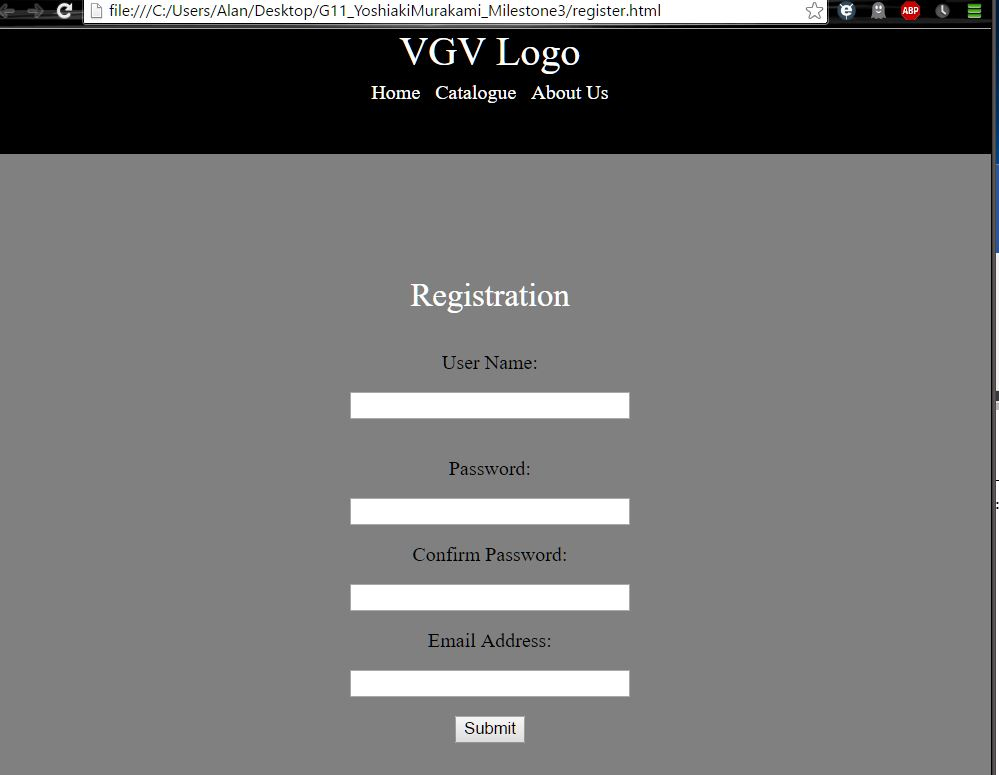 file:///C:/Users/Alan/Desktop/G11_YoshiakiMurakami_Milestone3/register.html
ABP
VGV Logo
Home Catalogue About Us
Registration
User Name:
Password:
Confirm Password:
Email Address:
Submit